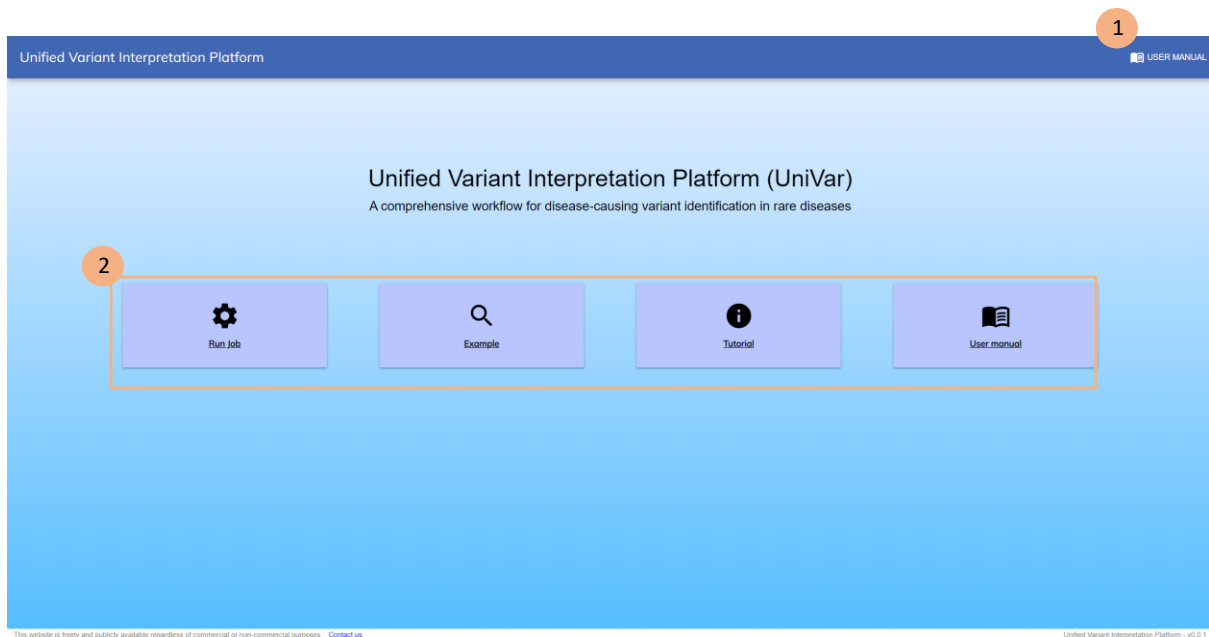 1
Unified Variant Interpretation Platform
USER MANUAL
Unified Variant Interpretation Platform (UniVar)
A comprehensive workflow for disease-causing variant identification in rare diseases
2
Run Job
Example
Tutorial
User manual
This website is freely and publicly available regardless of commercial or non-commercial purposes Contact us
Unified Variant Interpretation Platform - v0.0.1